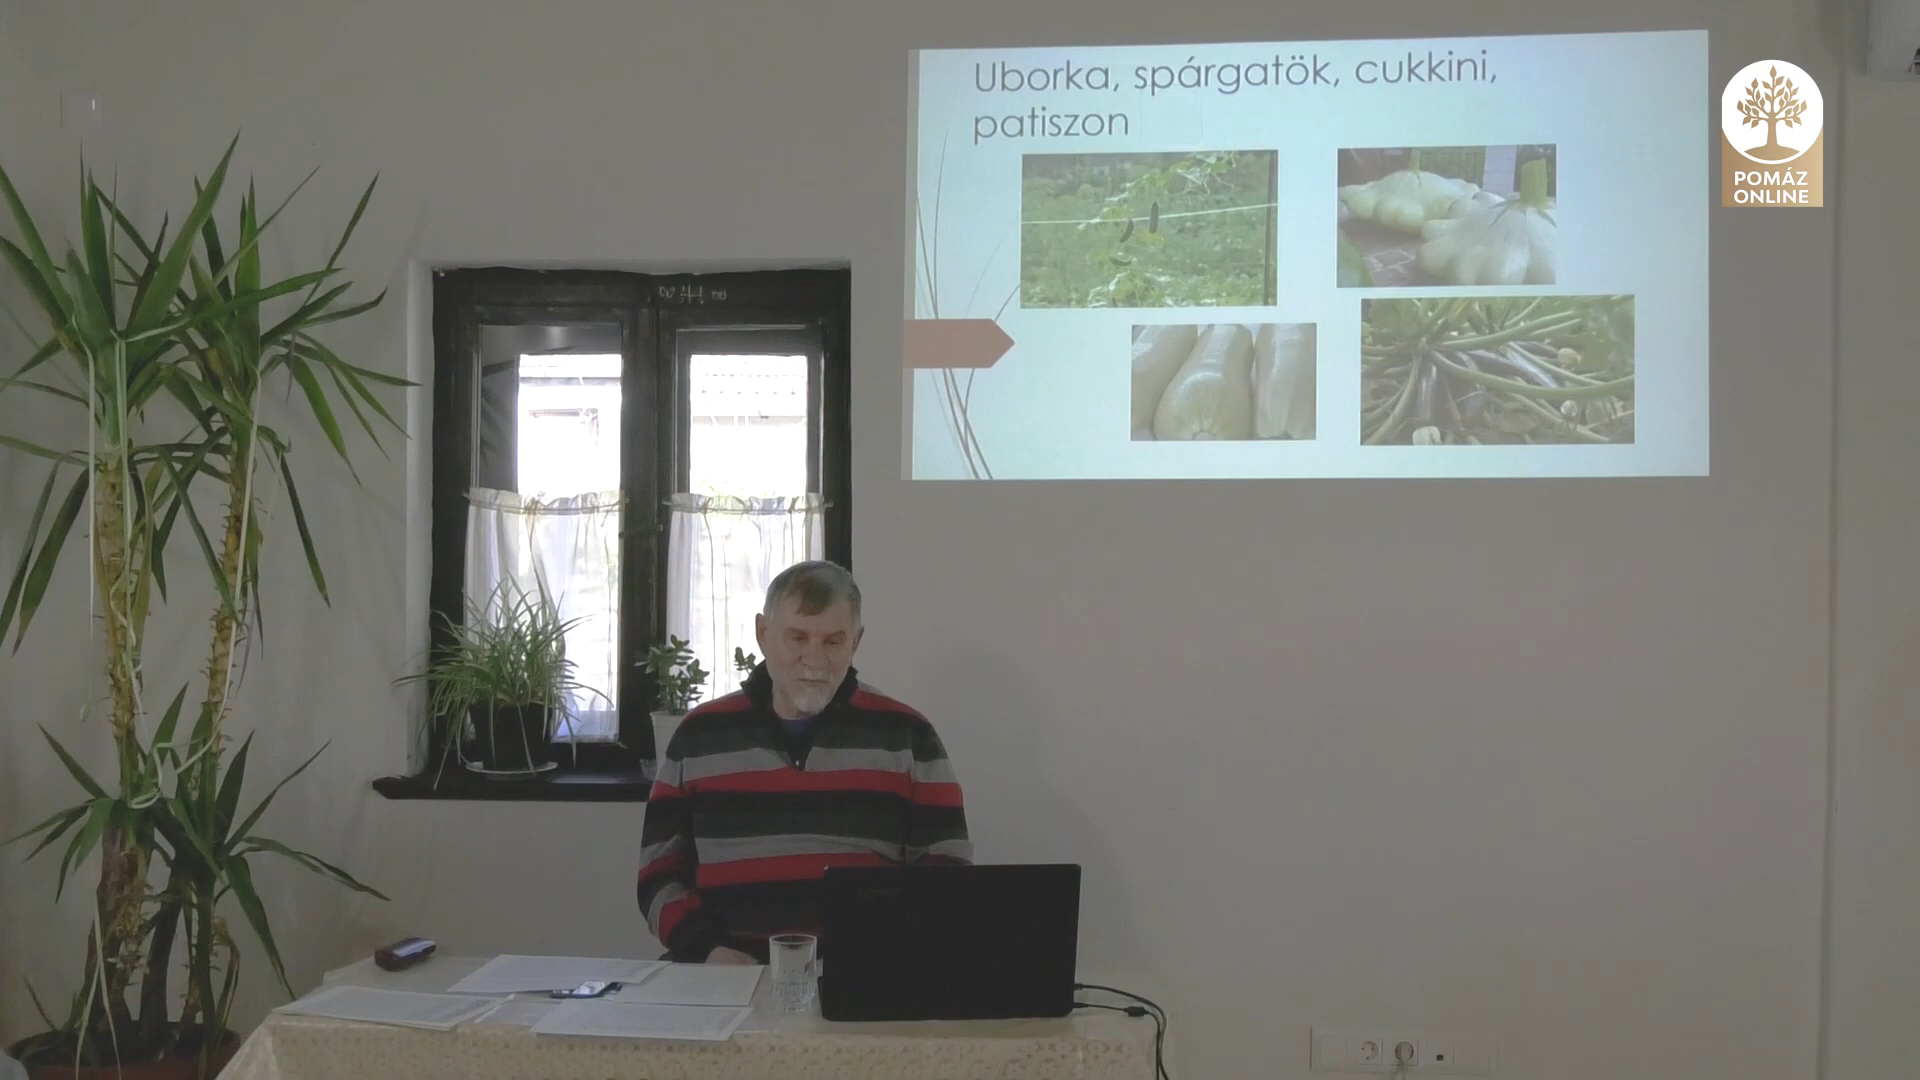 Uborka, spárgatök, cukkini,
patiszon
POMÁZ
ONLINE